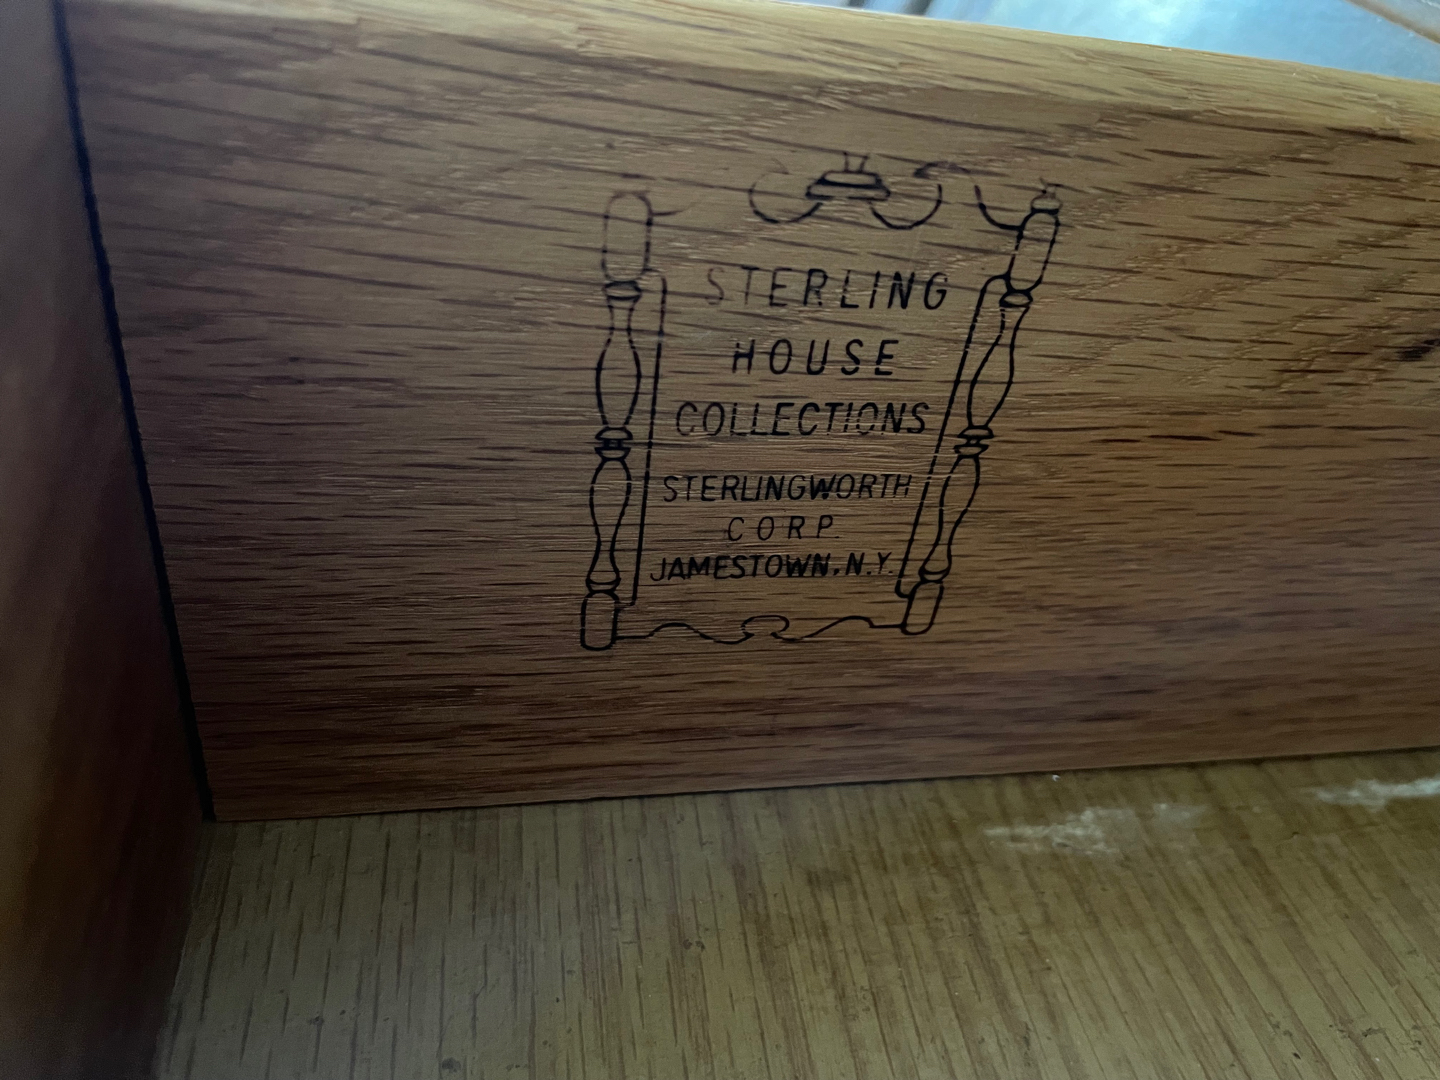 STERLING
HOUSE
COLLECTIONS
STERLINGWORTH
CORP.
JAMESTOWN, N.Y.